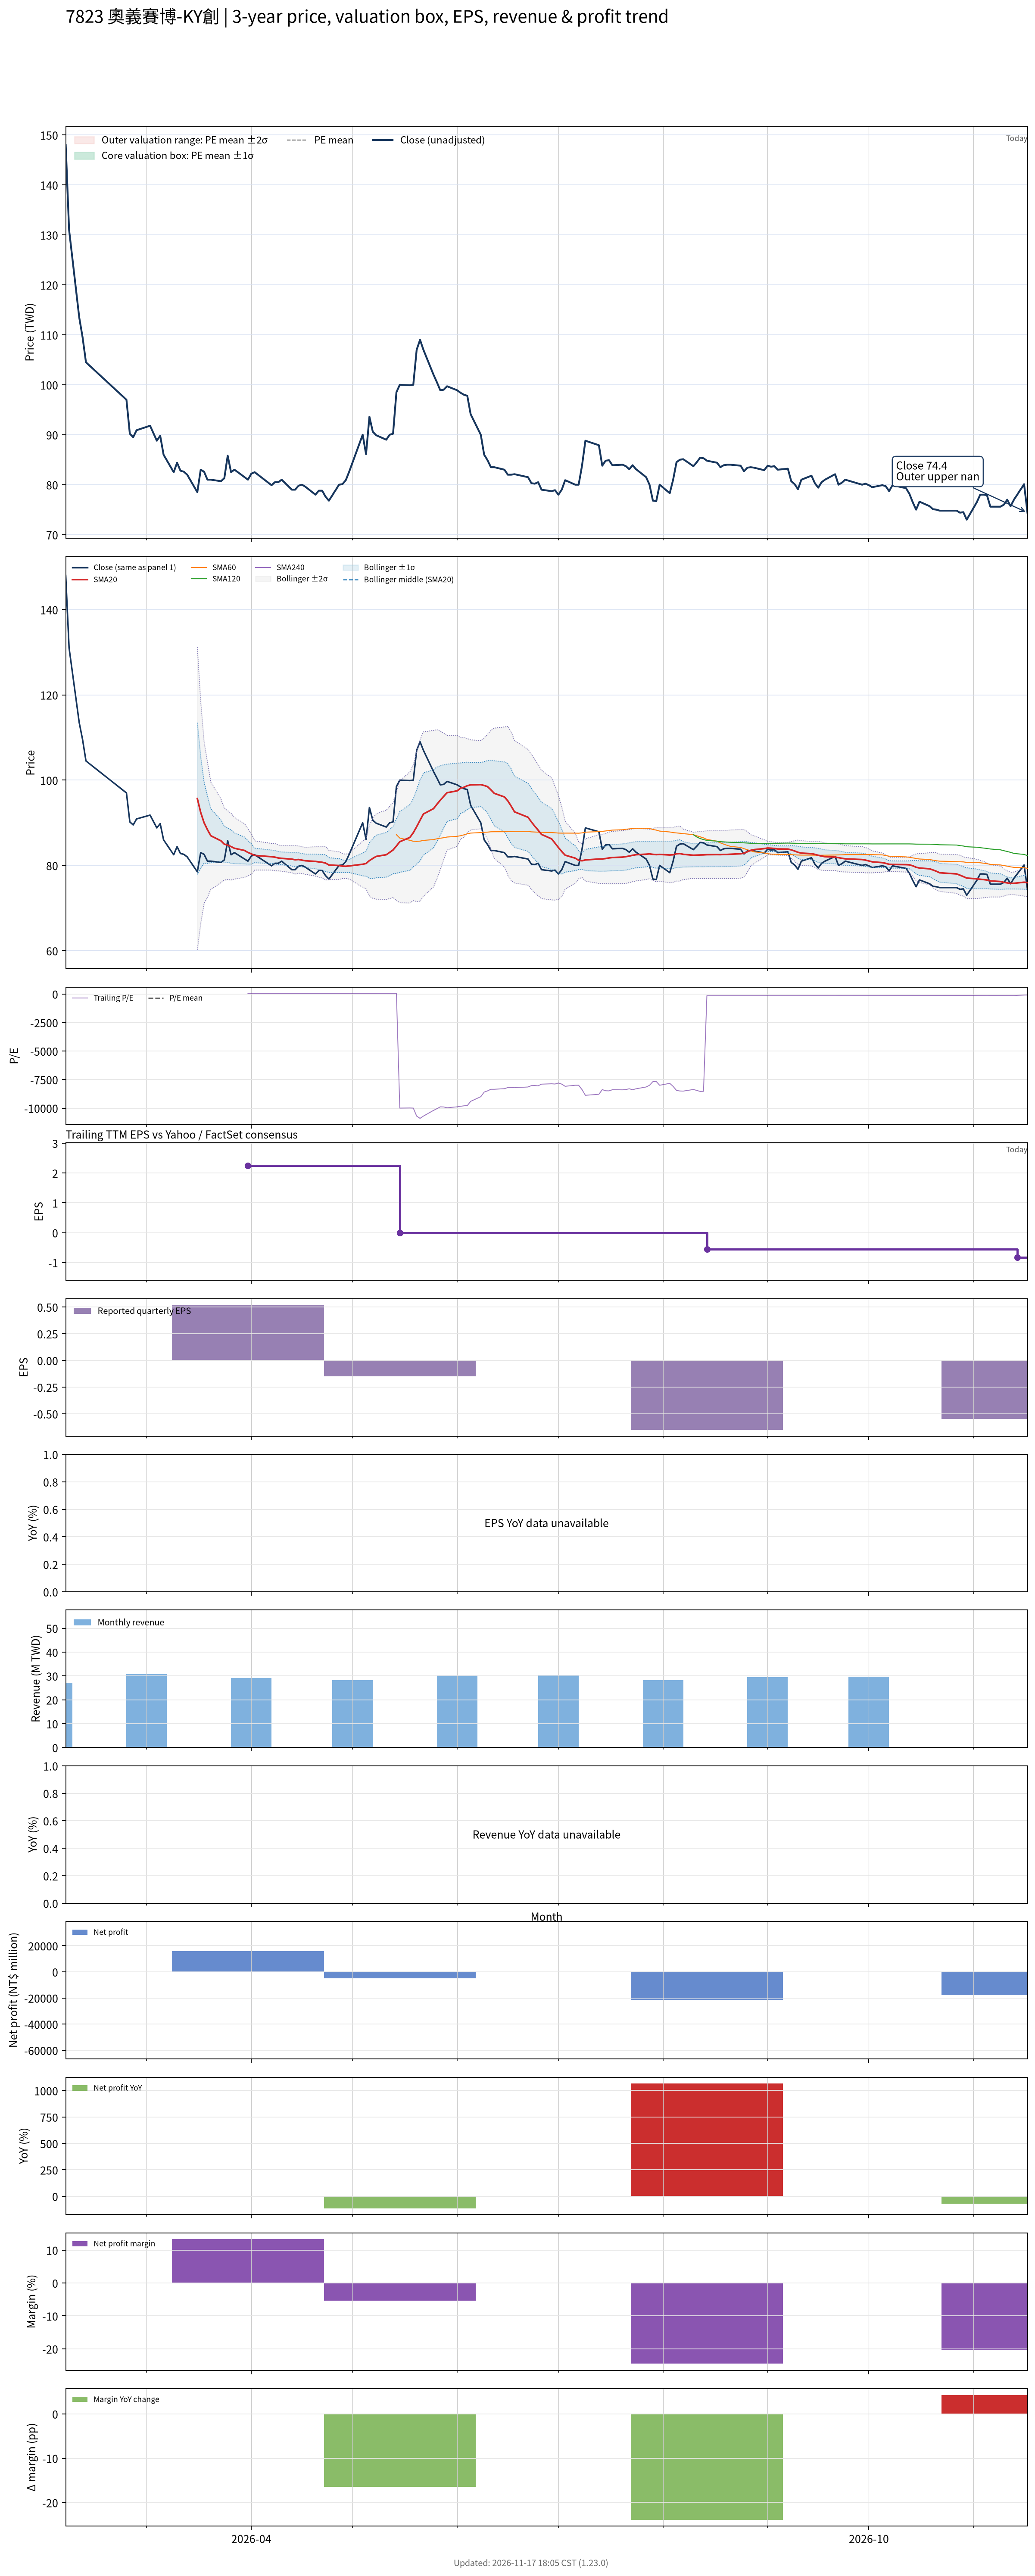 7823 奧義賽博-KY創 | 3-year price, valuation box, EPS, revenue & profit trend
Outer valuation range: PE mean ±2σ
PE mean
Close (unadjusted)
Core valuation box: PE mean ±1σ
Today
150
140
130
120
110
100
90
80
70
Price (TWD)
Close 74.4
Outer upper nan
Close (same as panel 1)
SMA60
SMA240
Bollinger ±1σ
SMA20
SMA120
Bollinger ±2σ
Bollinger middle (SMA20)
140
120
100
80
60
Price
Trailing P/E
P/E mean
0
-2500
-5000
-7500
-10000
P/E
Trailing TTM EPS vs Yahoo / FactSet consensus
Today
3
2
1
0
-1
EPS
Reported quarterly EPS
0.50
0.25
0.00
-0.25
-0.50
EPS
1.0
0.8
0.6
0.4
0.2
0.0
YoY (%)
EPS YoY data unavailable
Monthly revenue
50
40
30
20
10
0
Revenue (M TWD)
1.0
0.8
0.6
0.4
0.2
0.0
YoY (%)
Revenue YoY data unavailable
Month
Net profit
20000
0
-20000
-40000
-60000
Net profit (NT$ million)
Net profit YoY
1000
750
500
250
0
YoY (%)
Net profit margin
10
0
-10
-20
Margin (%)
Margin YoY change
0
-10
-20
Δ margin (pp)
2026-04
2026-10
Updated: 2026-11-17 18:05 CST (1.23.0)